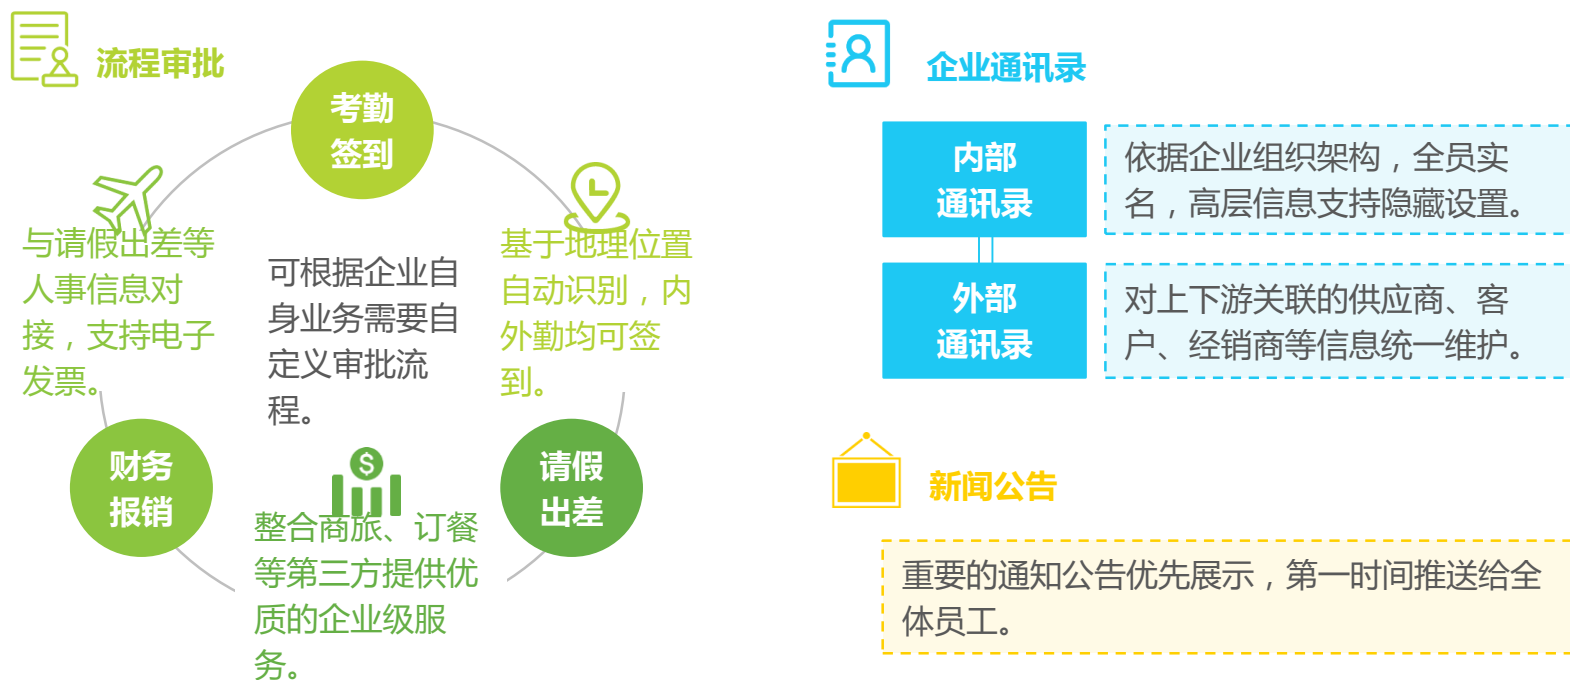 流程审批
考勤
签到
与请假出差等
人事信息对
接，支持电子
发票。
可根据企业自
身业务需要自
定义审批流
程。
基于地理位置
自动识别，内
外勤均可签
到。
财务
报销
$
请假
出差
整合商旅、订餐
等第三方提供优
质的企业级服
务。
企业通讯录
内部
通讯录
依据企业组织架构，全员实
名，高层信息支持隐藏设置。
外部
通讯录
对上下游关联的供应商、客
户、经销商等信息统一维护。
新闻公告
重要的通知公告优先展示，第一时间推送给全
体员工。